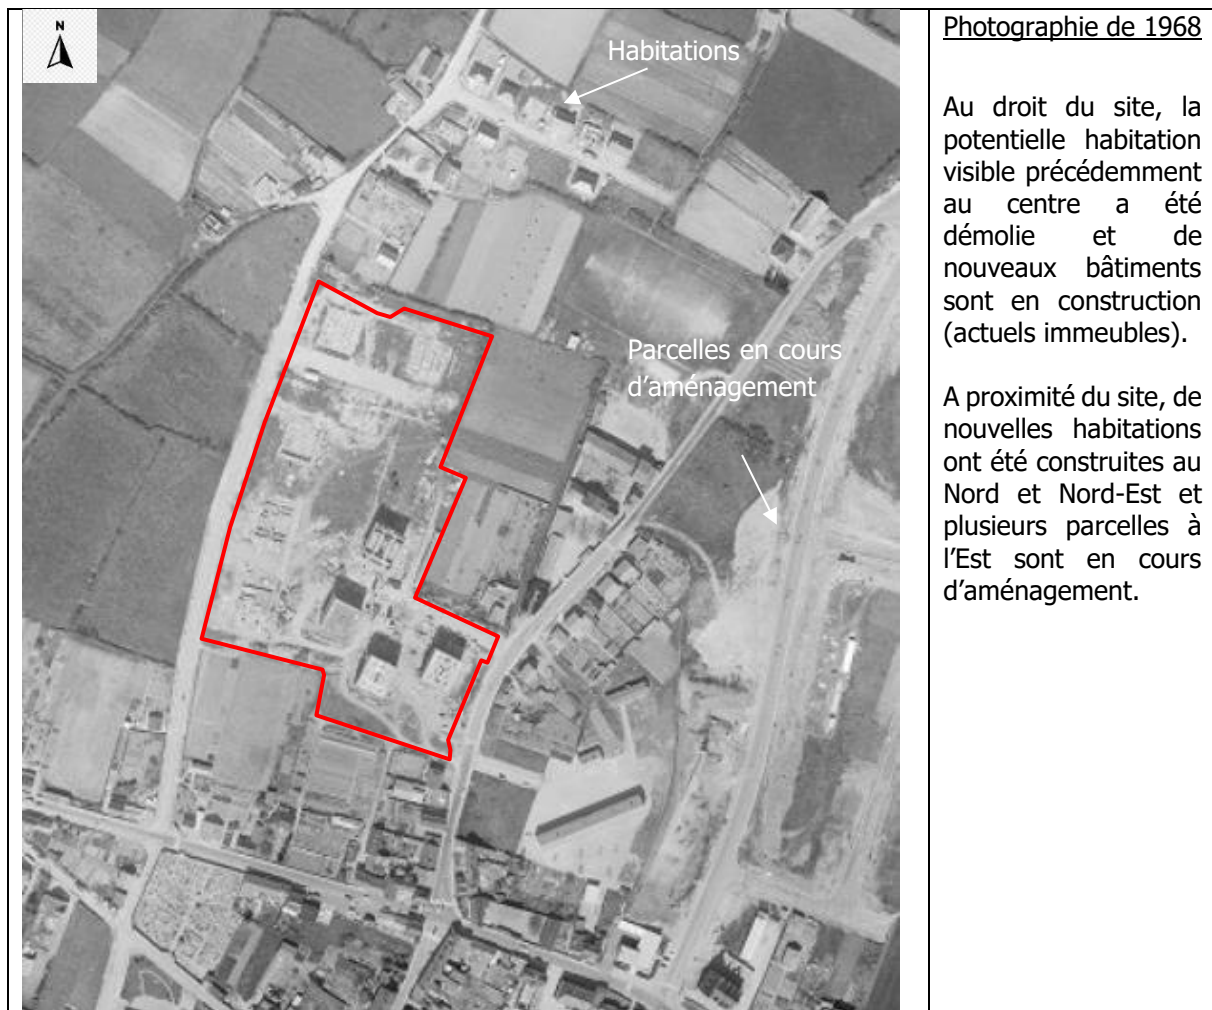 N
Habitations
Parcelles en cours
d’aménagement
Photographie de 1968
Au droit du site, la
potentielle habitation
visible précédemment
au centre a été
démolie et de
nouveaux bâtiments
sont en construction
(actuels immeubles).
A proximité du site, de
nouvelles habitations
ont été construites au
Nord et Nord-Est et
plusieurs parcelles à
l’Est sont en cours
d’aménagement.